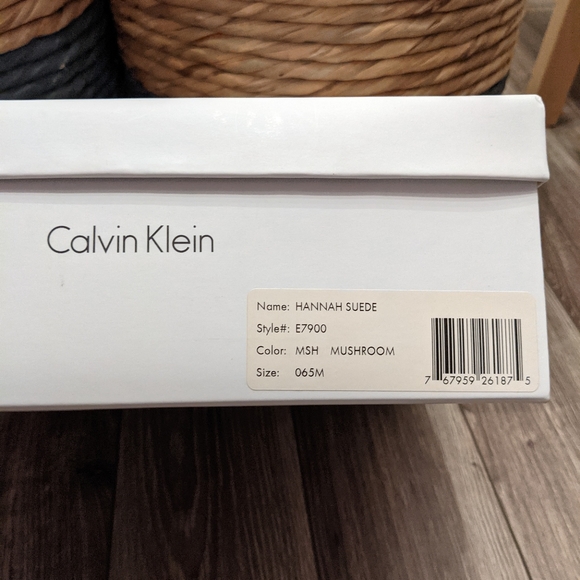 Calvin Klein
Name: HANNAH SUEDE
Style#: E7900
Color: MSH MUSHROOM
Size: 065M
7 67959 26187 5